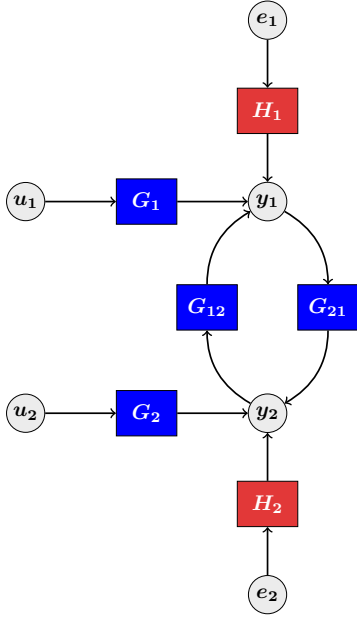 e₁
H₁
u₁ G₁ y₁
G₁₂ G₂₁
u₂ G₂ y₂
H₂
e₂